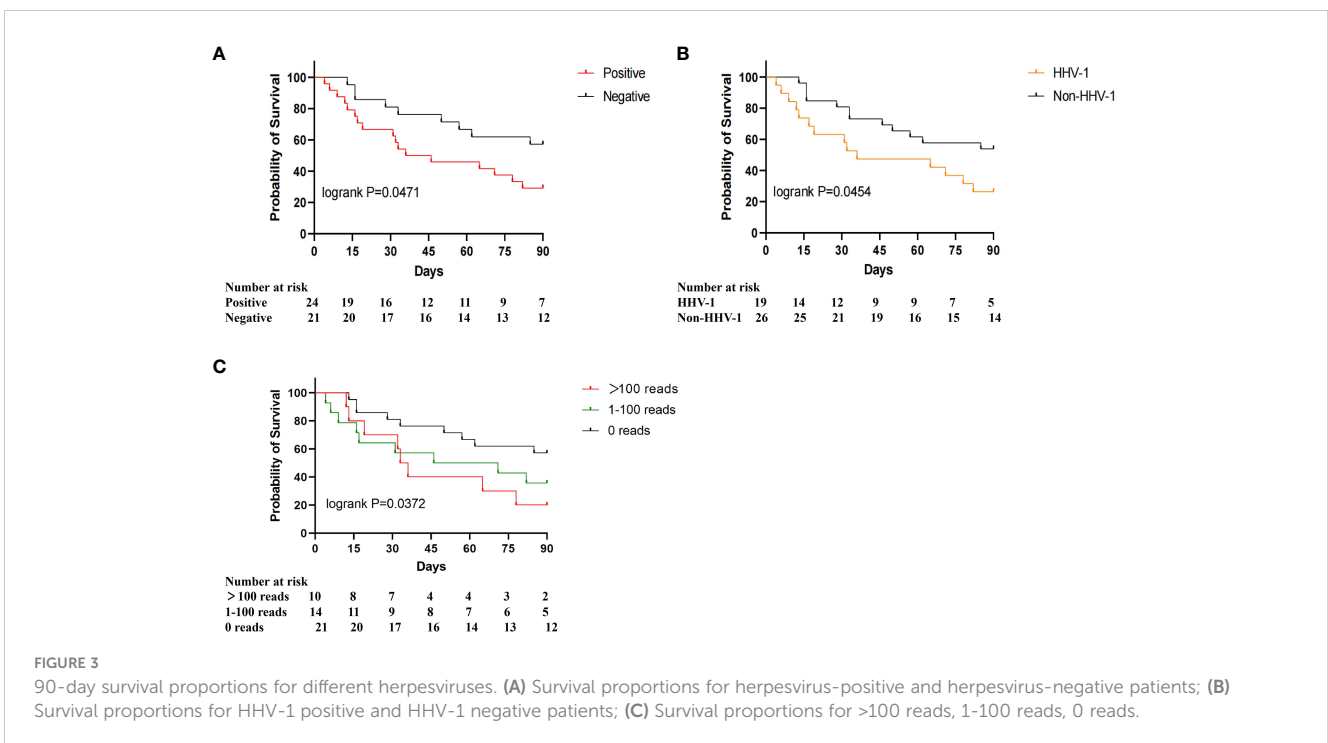 A
Positive
Negative
Probability of Survival
100
80
60
40
20
0
logrank P=0.0471
0 15 30 45 60 75 90
Days
Number at risk
Positive 24 19 16 12 11 9 7
Negative 21 20 17 16 14 13 12
B
HHV-1
Non-HHV-1
Probability of Survival
100
80
60
40
20
0
logrank P=0.0454
0 15 30 45 60 75 90
Days
Number at risk
HHV-1 19 14 12 9 9 7 5
Non-HHV-1 26 25 21 19 16 15 14
C
>100 reads
1-100 reads
0 reads
Probability of Survival
100
80
60
40
20
0
logrank P=0.0372
0 15 30 45 60 75 90
Days
Number at risk
> 100 reads 10 8 7 4 4 3 2
1-100 reads 14 11 9 8 7 6 5
0 reads 21 20 17 16 14 13 12
FIGURE 3
90-day survival proportions for different herpesviruses. (A) Survival proportions for herpesvirus-positive and herpesvirus-negative patients; (B)
Survival proportions for HHV-1 positive and HHV-1 negative patients; (C) Survival proportions for >100 reads, 1-100 reads, 0 reads.